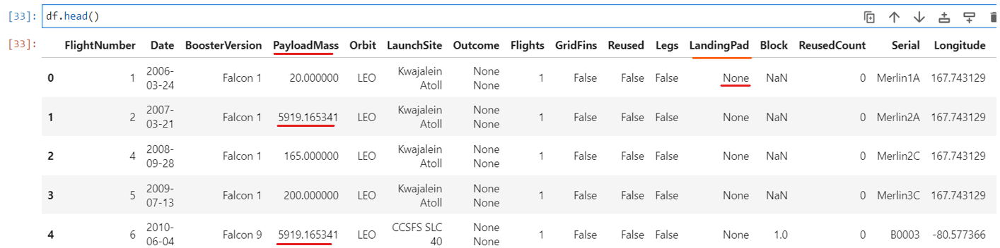 [33]: df.head()
[33]: FlightNumber Date BoosterVersion PayloadMass Orbit LaunchSite Outcome Flights GridFins Reused Legs LandingPad Block ReusedCount Serial Longitude
0 1 2006-03-24 Falcon 1 20.000000 LEO Kwajalein Atoll None None 1 False False False None NaN 0 Merlin1A 167.743129
1 2 2007-03-21 Falcon 1 5919.165341 LEO Kwajalein Atoll None None 1 False False False None NaN 0 Merlin2A 167.743129
2 4 2008-09-28 Falcon 1 165.000000 LEO Kwajalein Atoll None None 1 False False False None NaN 0 Merlin2C 167.743129
3 5 2009-07-13 Falcon 1 200.000000 LEO Kwajalein Atoll None None 1 False False False None NaN 0 Merlin3C 167.743129
4 6 2010-06-04 Falcon 9 5919.165341 LEO CCSFS SLC 40 None None 1 False False False None 1.0 0 B0003 -80.577366